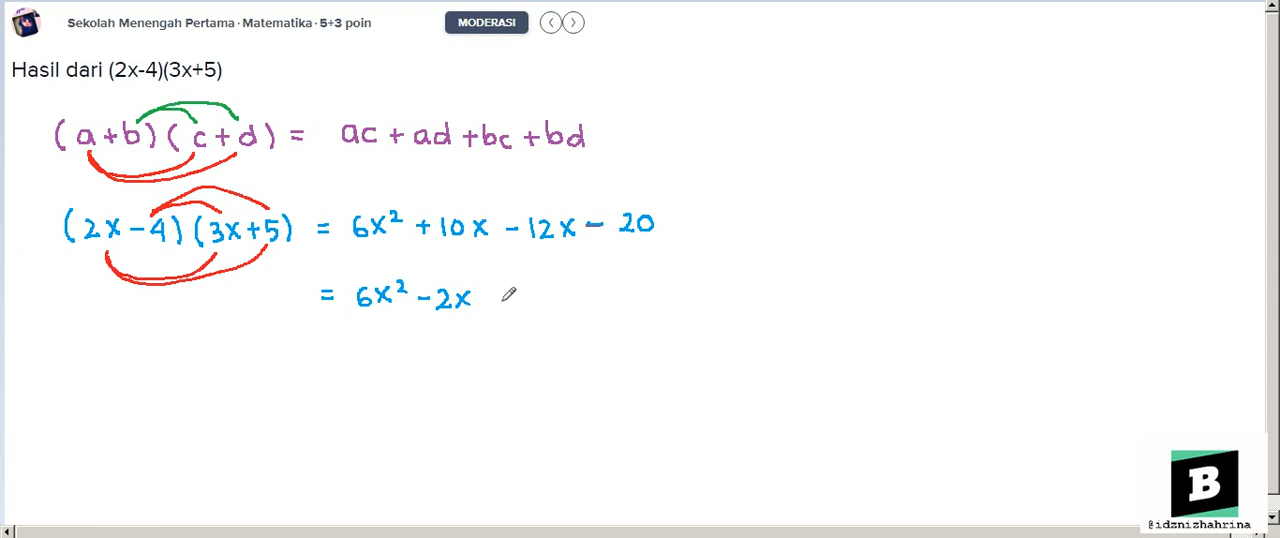 Sekolah Menengah Pertama · Matematika · 5+3 poin
MODERASI
Hasil dari (2x-4)(3x+5)
(a+b)(c+d) = ac + ad + bc + bd
(2x - 4)(3x + 5) = 6x² + 10x - 12x - 20
= 6x² - 2x
B
@idznizhahrina